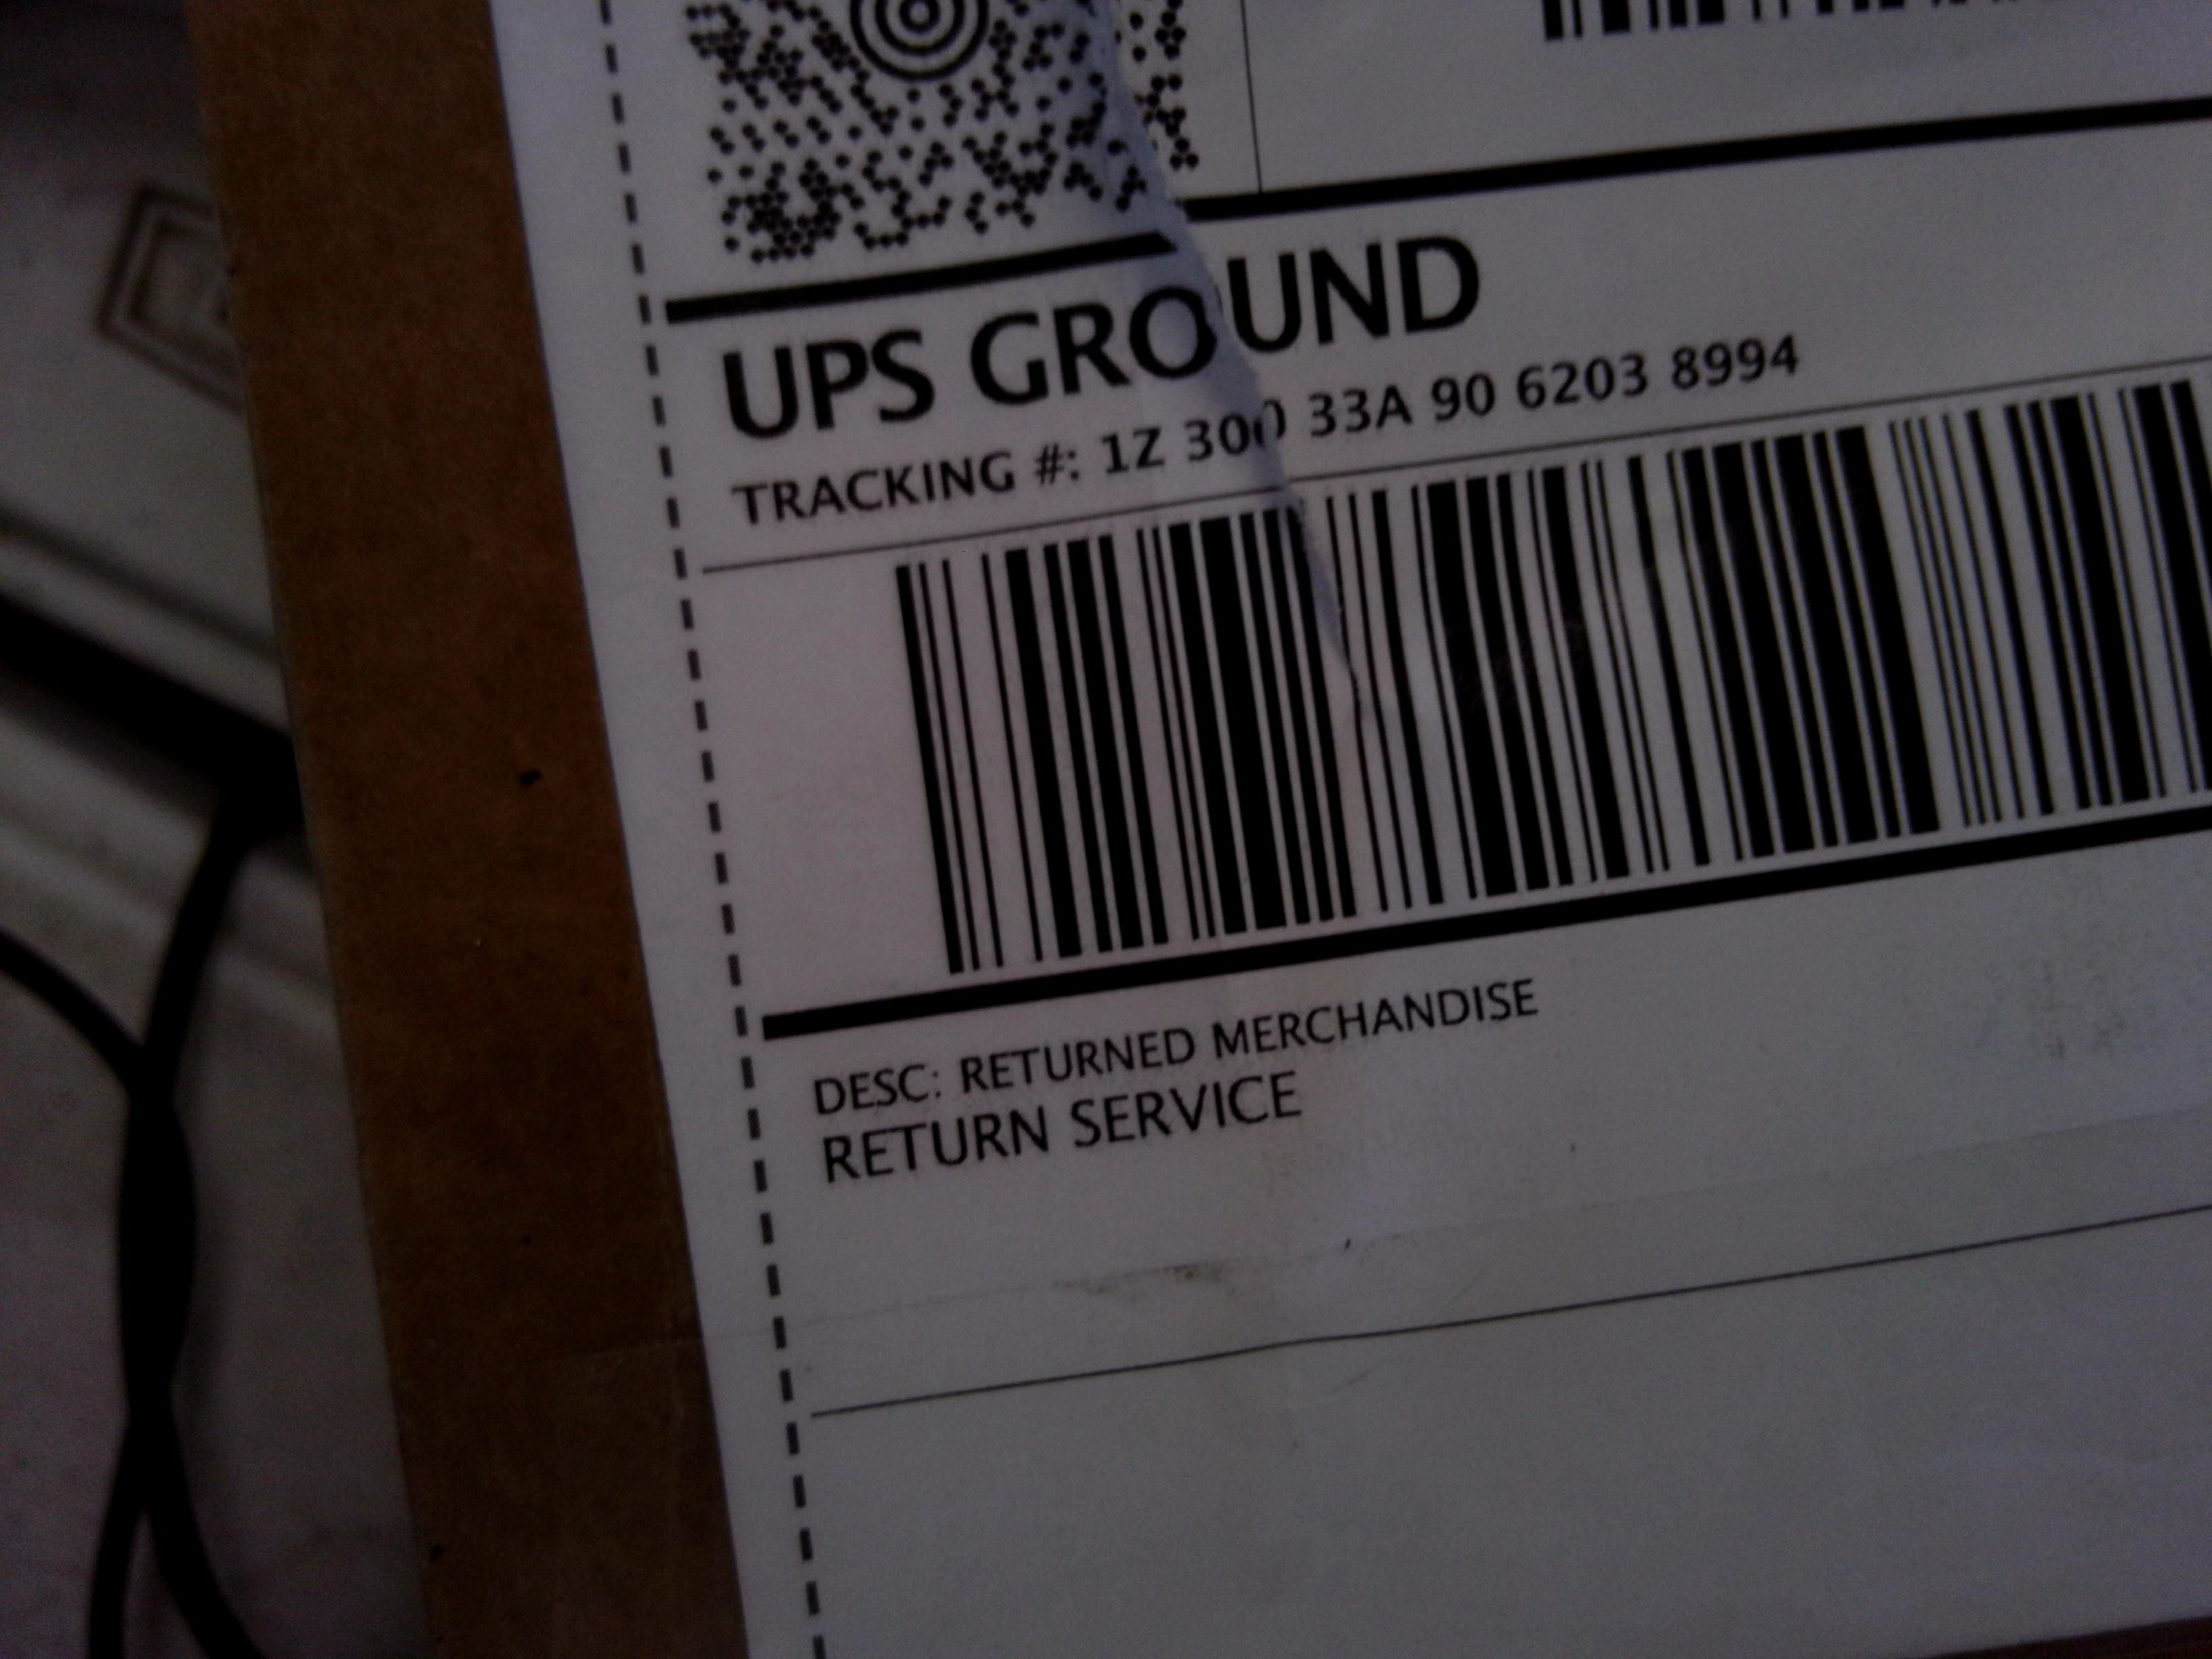 UPS GROUND
TRACKING #: 1Z 300 33A 90 6203 8994
DESC: RETURNED MERCHANDISE
RETURN SERVICE